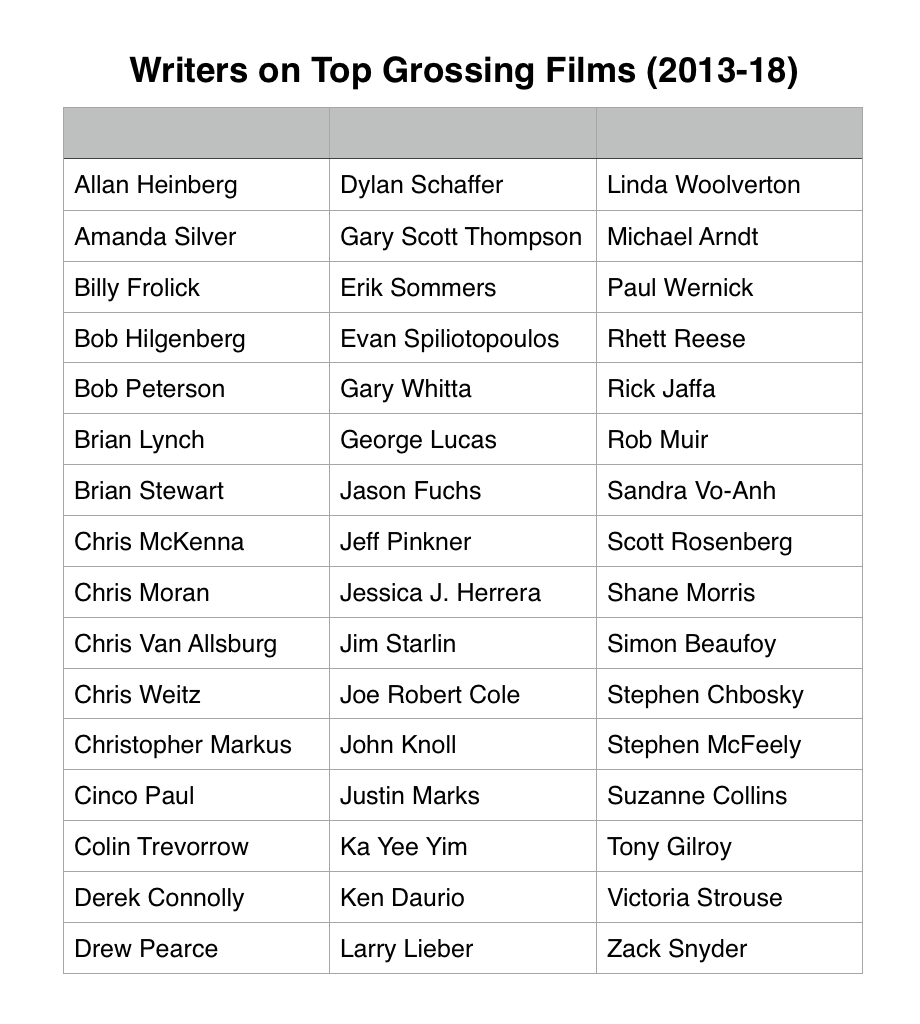 Writers on Top Grossing Films (2013-18)
Allan Heinberg Dylan Schaffer Linda Woolverton
Amanda Silver Gary Scott Thompson Michael Arndt
Billy Frolick Erik Sommers Paul Wernick
Bob Hilgenberg Evan Spiliotopoulos Rhett Reese
Bob Peterson Gary Whitta Rick Jaffa
Brian Lynch George Lucas Rob Muir
Brian Stewart Jason Fuchs Sandra Vo-Anh
Chris McKenna Jeff Pinkner Scott Rosenberg
Chris Moran Jessica J. Herrera Shane Morris
Chris Van Allsburg Jim Starlin Simon Beaufoy
Chris Weitz Joe Robert Cole Stephen Chbosky
Christopher Markus John Knoll Stephen McFeely
Cinco Paul Justin Marks Suzanne Collins
Colin Trevorrow Ka Yee Yim Tony Gilroy
Derek Connolly Ken Daurio Victoria Strouse
Drew Pearce Larry Lieber Zack Snyder